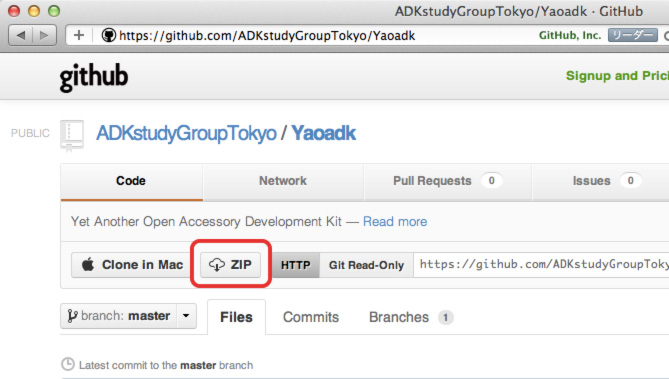 ADKstudyGroupTokyo/Yaoadk · GitHub
https://github.com/ADKstudyGroupTokyo/Yaoadk GitHub, Inc. リーダー
github Signup and Pric
PUBLIC ADKstudyGroupTokyo / Yaoadk
Code Network Pull Requests 0 Issues 0
Yet Another Open Accessory Development Kit — Read more
Clone in Mac ZIP HTTP Git Read-Only https://github.com/ADKstudyGroupToky
branch: master Files Commits Branches 1
Latest commit to the master branch